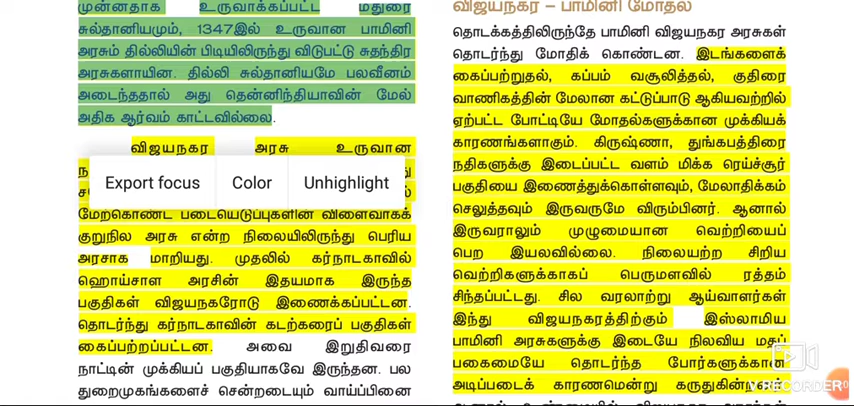 முன்னதாக உருவாக்கப்பட்ட மதுரை
சுல்தானியமும், 1347இல் உருவான பாமினி
அரசும் தில்லியின் பிடியிலிருந்து விடுபட்டு சுதந்திர
அரசுகளாயின. தில்லி சுல்தானியமே பலவீனம்
அடைந்ததால் அது தென்னிந்தியாவின் மேல்
அதிக ஆர்வம் காட்டவில்லை.
விஜயநகர அரசு உருவான
Export focus Color Unhighlight
மேற்கொண்ட படையெடுப்புகளின் விளைவாகக்
குறுநில அரசு என்ற நிலையிலிருந்து பெரிய
அரசாக மாறியது. முதலில் கர்நாடகாவில்
ஹொய்சாள அரசின் இதயமாக இருந்த
பகுதிகள் விஜயநகரோடு இணைக்கப்பட்டன.
தொடர்ந்து கர்நாடகாவின் கடற்கரைப் பகுதிகள்
கைப்பற்றப்பட்டன. அவை இறுதிவரை
நாட்டின் முக்கியப் பகுதியாகவே இருந்தன. பல
துறைமுகங்களைச் சென்றடையும் வாய்ப்பினை
விஜயநகர – பாமினி மோதல்
தொடக்கத்திலிருந்தே பாமினி விஜயநகர அரசுகள்
தொடர்ந்து மோதிக் கொண்டன. இடங்களைக்
கைப்பற்றுதல், கப்பம் வசூலித்தல், குதிரை
வாணிகத்தின் மேலான கட்டுப்பாடு ஆகியவற்றில்
ஏற்பட்ட போட்டியே மோதல்களுக்கான முக்கியக்
காரணங்களாகும். கிருஷ்ணா, துங்கபத்திரை
நதிகளுக்கு இடைப்பட்ட வளம் மிக்க ரெய்ச்சூர்
பகுதியை இணைத்துக்கொள்ளவும், மேலாதிக்கம்
செலுத்தவும் இருவருமே விரும்பினர். ஆனால்
இருவராலும் முழுமையான வெற்றியைப்
பெற இயலவில்லை. நிலையற்ற சிறிய
வெற்றிகளுக்காகப் பெருமளவில் ரத்தம்
சிந்தப்பட்டது. சில வரலாற்று ஆய்வாளர்கள்
இந்து விஜயநகரத்திற்கும் இஸ்லாமிய
பாமினி அரசுகளுக்கு இடையே நிலவிய மதப்
பகைமையே தொடர்ந்த போர்களுக்கான
அடிப்படைக் காரணமென்று கருதுகின்றனர்.
V RECORDER